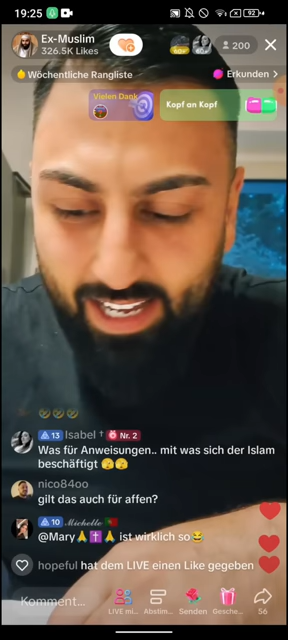 19:25
92
Ex-Muslim
326.5K Likes
200
Wöchentliche Rangliste
Erkunden >
Vielen Dank
Kopf an Kopf
13 Isabel † Nr. 2
Was für Anweisungen.. mit was sich der Islam
beschäftigt 🫣🫣
nico84oo
gilt das auch für affen?
10 Michelle 🇵🇹
@Mary🙏✝️🙏 ist wirklich so😂
hopeful hat dem LIVE einen Like gegeben
Komment...
LIVE mi...
Abstim...
Senden
Gesche...
56